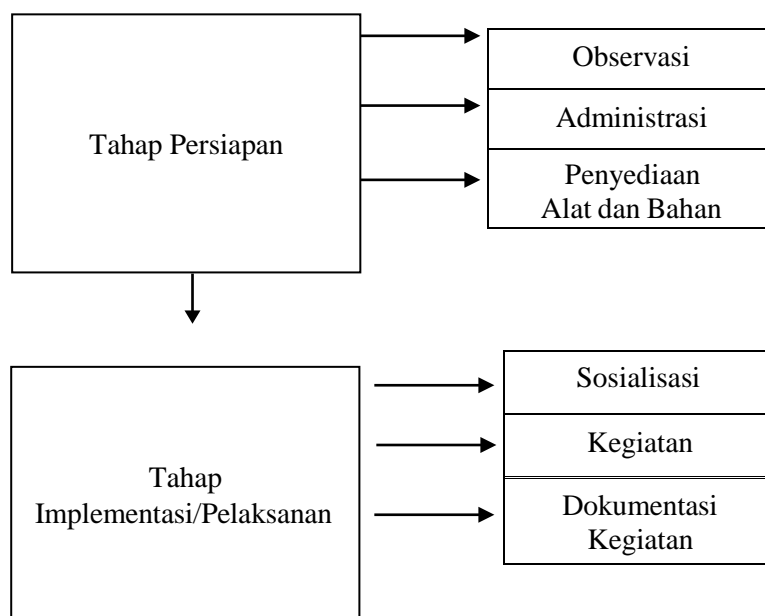 Tahap Persiapan
Observasi
Administrasi
Penyediaan
Alat dan Bahan
Tahap
Implementasi/Pelaksanan
Sosialisasi
Kegiatan
Dokumentasi
Kegiatan